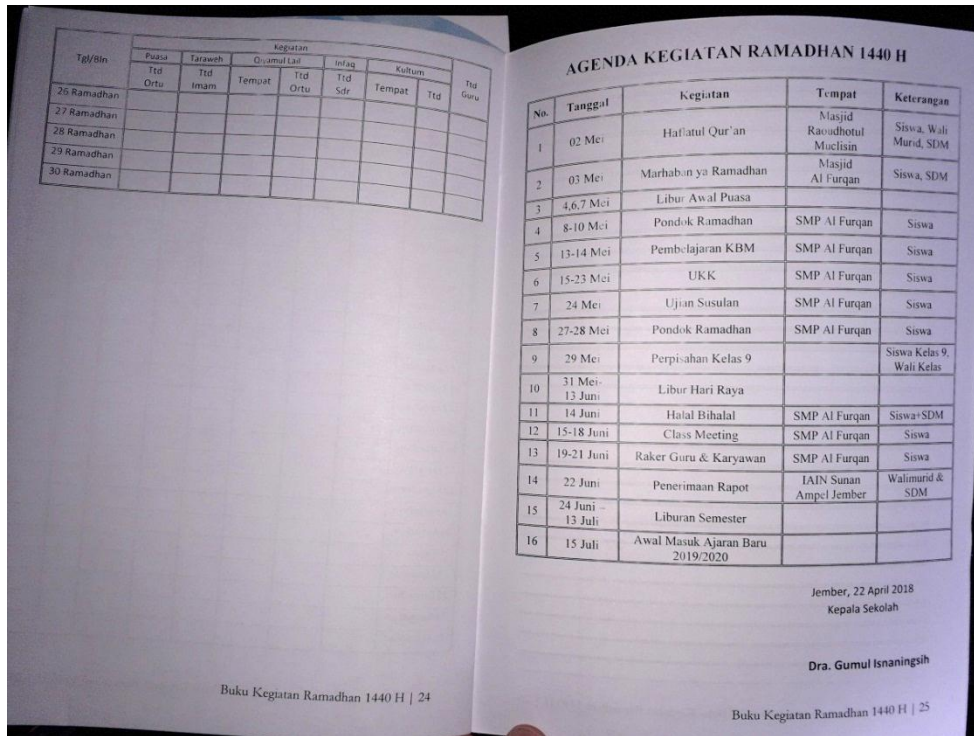 Tgl/Bln
Kegiatan
Puasa Taraweh Qiyamul Lail Infaq Kultum Ttd Guru
Ttd Ortu Ttd Imam Tempat Ttd Ortu Ttd Sdr Tempat Ttd
26 Ramadhan
27 Ramadhan
28 Ramadhan
29 Ramadhan
30 Ramadhan
Buku Kegiatan Ramadhan 1440 H | 24
AGENDA KEGIATAN RAMADHAN 1440 H
No. Tanggal Kegiatan Tempat Keterangan
1 02 Mei Haflatul Qur'an Masjid Raoudhotul Muclisin Siswa, Wali Murid, SDM
2 03 Mei Marhaban ya Ramadhan Masjid Al Furqan Siswa, SDM
3 4,6,7 Mei Libur Awal Puasa
4 8-10 Mei Pondok Ramadhan SMP Al Furqan Siswa
5 13-14 Mei Pembelajaran KBM SMP Al Furqan Siswa
6 15-23 Mei UKK SMP Al Furqan Siswa
7 24 Mei Ujian Susulan SMP Al Furqan Siswa
8 27-28 Mei Pondok Ramadhan SMP Al Furqan Siswa
9 29 Mei Perpisahan Kelas 9 Siswa Kelas 9, Wali Kelas
10 31 Mei- 13 Juni Libur Hari Raya
11 14 Juni Halal Bihalal SMP Al Furqan Siswa+SDM
12 15-18 Juni Class Meeting SMP Al Furqan Siswa
13 19-21 Juni Raker Guru & Karyawan SMP Al Furqan Siswa
14 22 Juni Penerimaan Rapot IAIN Sunan Ampel Jember Walimurid & SDM
15 24 Juni – 13 Juli Liburan Semester
16 15 Juli Awal Masuk Ajaran Baru 2019/2020
Jember, 22 April 2018
Kepala Sekolah
Dra. Gumul Isnaningsih
Buku Kegiatan Ramadhan 1440 H | 25